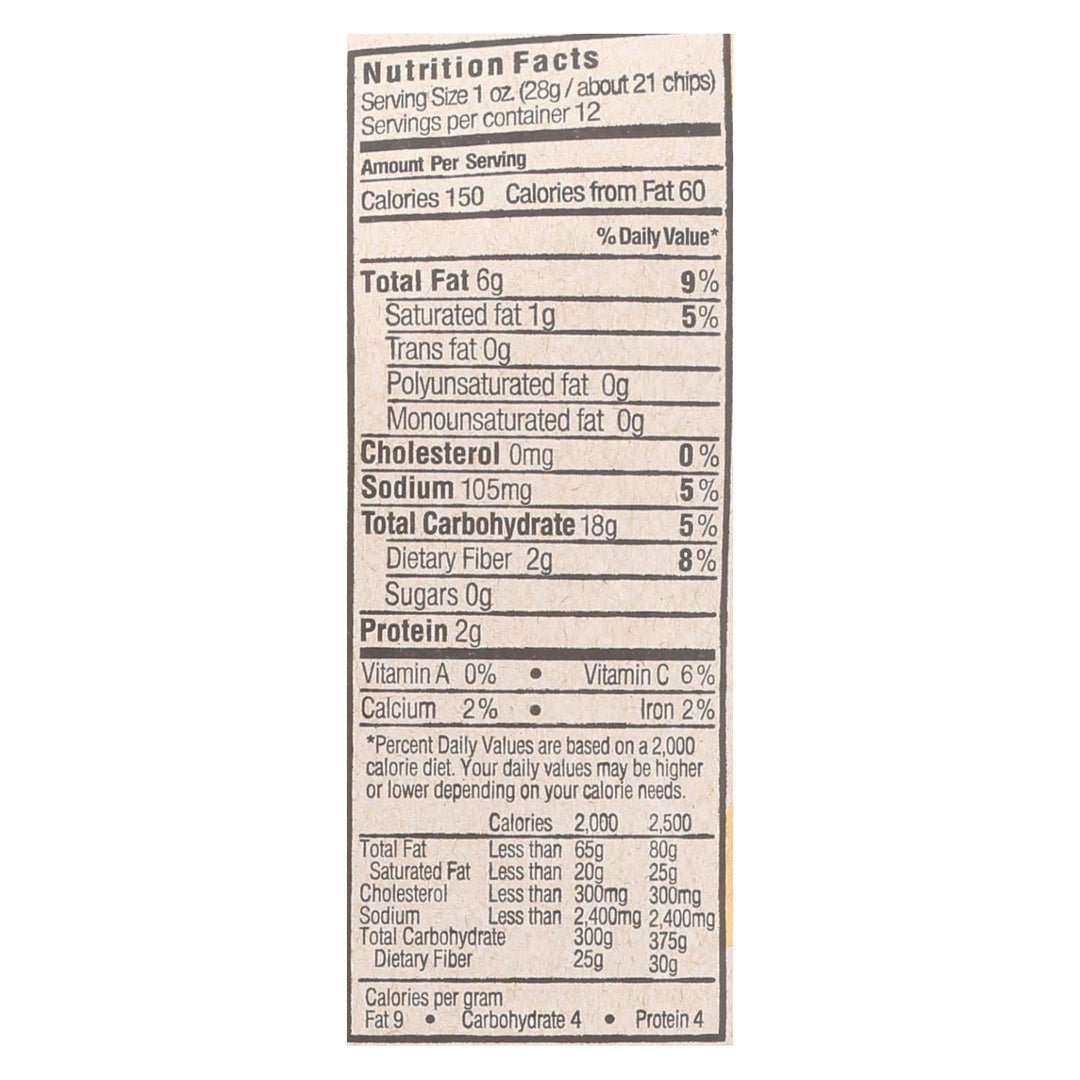 Nutrition Facts
Serving Size 1 oz. (28g / about 21 chips)
Servings per container 12
Amount Per Serving
Calories 150 Calories from Fat 60
% Daily Value*
Total Fat 6g 9%
Saturated fat 1g 5%
Trans fat 0g
Polyunsaturated fat 0g
Monounsaturated fat 0g
Cholesterol 0mg 0%
Sodium 105mg 5%
Total Carbohydrate 18g 5%
Dietary Fiber 2g 8%
Sugars 0g
Protein 2g
Vitamin A 0% • Vitamin C 6%
Calcium 2% • Iron 2%
*Percent Daily Values are based on a 2,000
calorie diet. Your daily values may be higher
or lower depending on your calorie needs.
Calories 2,000 2,500
Total Fat Less than 65g 80g
Saturated Fat Less than 20g 25g
Cholesterol Less than 300mg 300mg
Sodium Less than 2,400mg 2,400mg
Total Carbohydrate 300g 375g
Dietary Fiber 25g 30g
Calories per gram
Fat 9 • Carbohydrate 4 • Protein 4